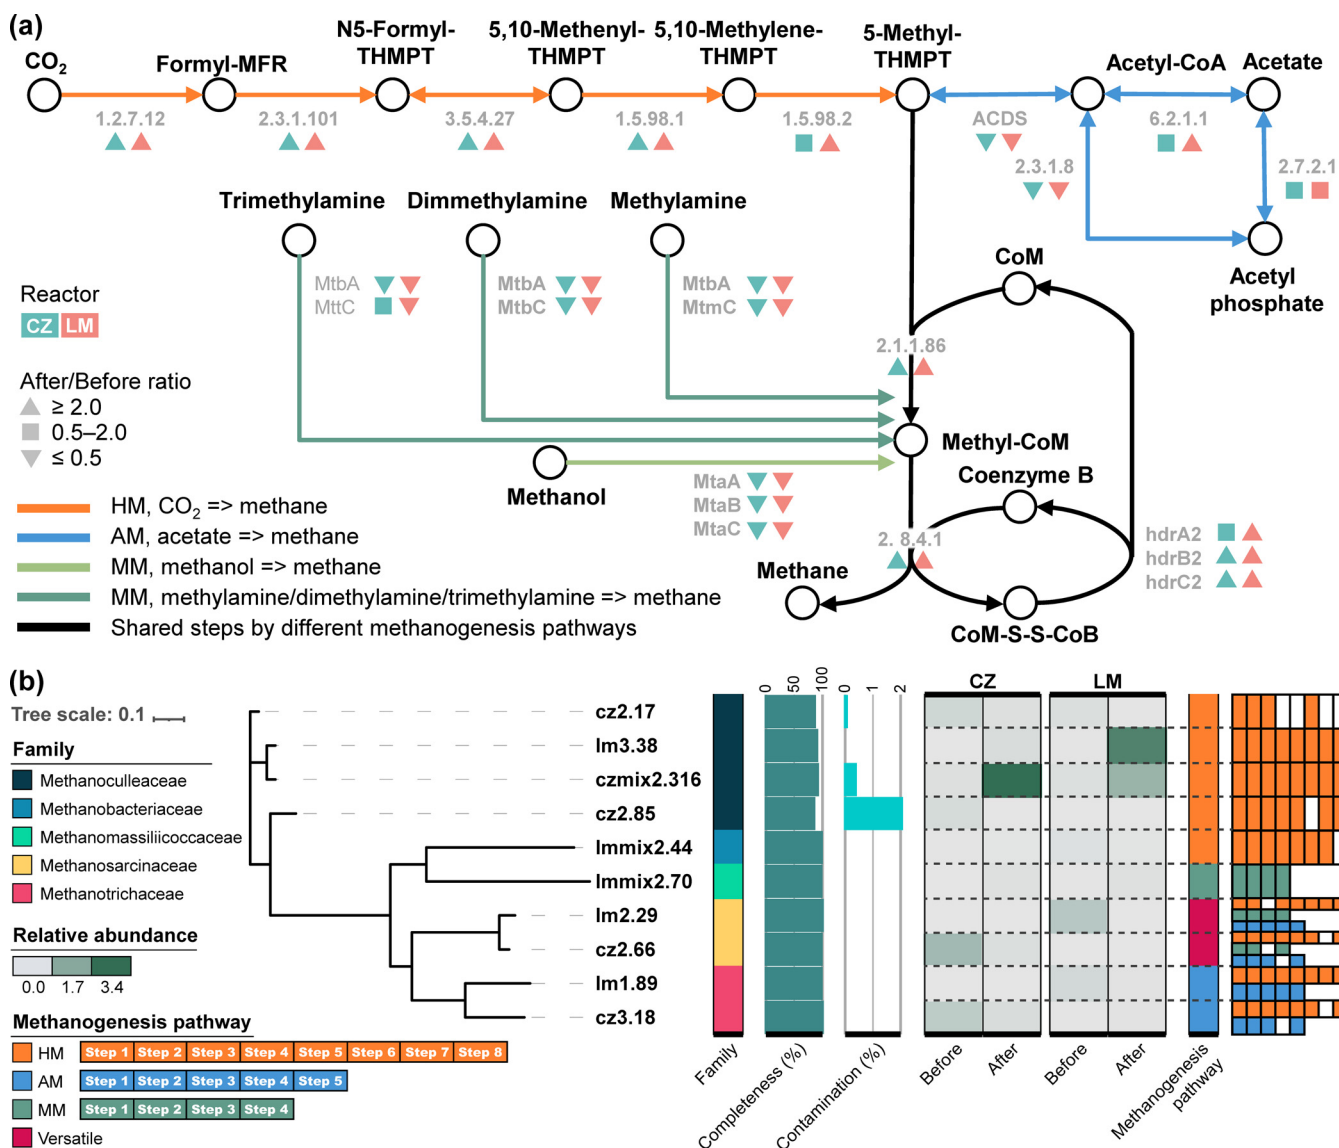 (a)
CO₂
Formyl-MFR
N5-Formyl-
THMPT
5,10-Methenyl-
THMPT
5,10-Methylene-
THMPT
5-Methyl-
THMPT
Acetyl-CoA
Acetate
1.2.7.12
2.3.1.101
3.5.4.27
1.5.98.1
1.5.98.2
ACDS
6.2.1.1
2.3.1.8
2.7.2.1
Trimethylamine
Dimmethylamine
Methylamine
CoM
Acetyl
phosphate
MtbA
MttC
MtbA
MtbC
MtbA
MtmC
Reactor
CZ LM
2.1.1.86
After/Before ratio
≥ 2.0
0.5–2.0
≤ 0.5
Methyl-CoM
Methanol
MtaA
MtaB
MtaC
Coenzyme B
2. 8.4.1
hdrA2
hdrB2
hdrC2
Methane
CoM-S-S-CoB
HM, CO₂ => methane
AM, acetate => methane
MM, methanol => methane
MM, methylamine/dimethylamine/trimethylamine => methane
Shared steps by different methanogenesis pathways
(b)
Tree scale: 0.1
Family
Methanoculleaceae
Methanobacteriaceae
Methanomassiliicoccaceae
Methanosarcinaceae
Methanotrichaceae
Relative abundance
0.0 1.7 3.4
Methanogenesis pathway
HM Step 1 Step 2 Step 3 Step 4 Step 5 Step 6 Step 7 Step 8
AM Step 1 Step 2 Step 3 Step 4 Step 5
MM Step 1 Step 2 Step 3 Step 4
Versatile
cz2.17
lm3.38
czmix2.316
cz2.85
lmmix2.44
lmmix2.70
lm2.29
cz2.66
lm1.89
cz3.18
0 50 100
0 1 2
CZ
LM
Family
Completeness (%)
Contamination (%)
Before
After
Before
After
Methanogenesis
pathway